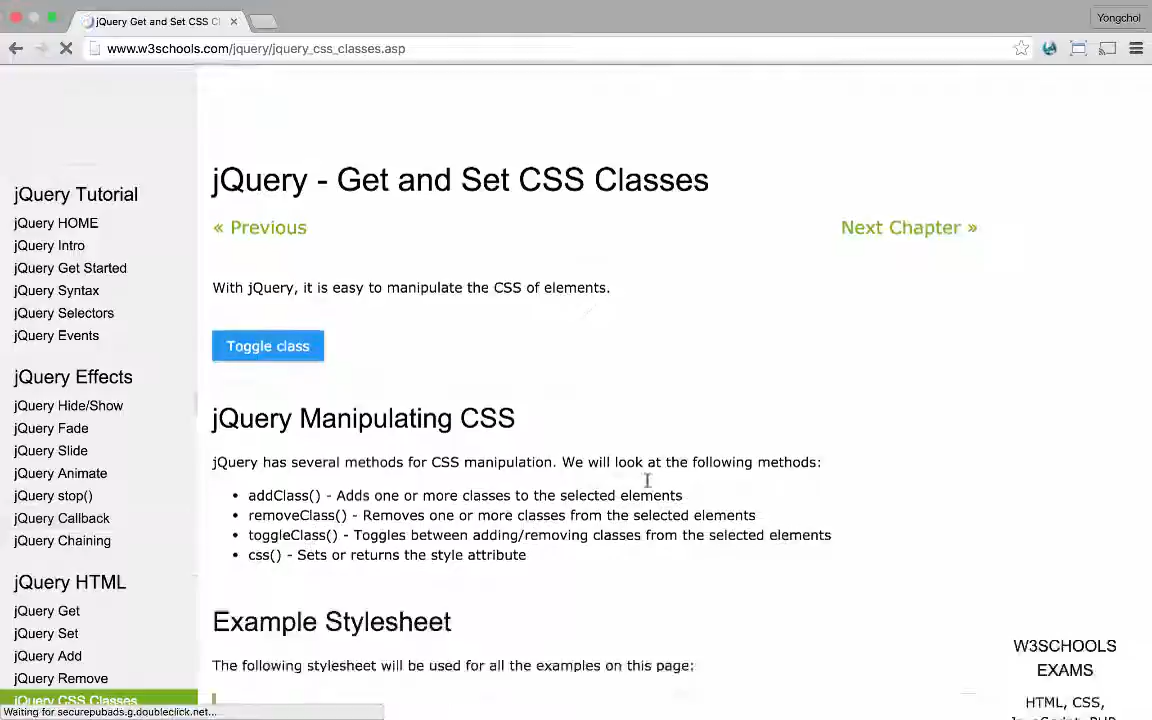 jQuery Get and Set CSS Cl
Yongchol
www.w3schools.com/jquery/jquery_css_classes.asp
jQuery Tutorial
jQuery HOME
jQuery Intro
jQuery Get Started
jQuery Syntax
jQuery Selectors
jQuery Events
jQuery Effects
jQuery Hide/Show
jQuery Fade
jQuery Slide
jQuery Animate
jQuery stop()
jQuery Callback
jQuery Chaining
jQuery HTML
jQuery Get
jQuery Set
jQuery Add
jQuery Remove
jQuery CSS Classes
Waiting for securepubads.g.doubleclick.net...
jQuery - Get and Set CSS Classes
« Previous
Next Chapter »
With jQuery, it is easy to manipulate the CSS of elements.
Toggle class
jQuery Manipulating CSS
jQuery has several methods for CSS manipulation. We will look at the following methods:
• addClass() - Adds one or more classes to the selected elements
• removeClass() - Removes one or more classes from the selected elements
• toggleClass() - Toggles between adding/removing classes from the selected elements
• css() - Sets or returns the style attribute
Example Stylesheet
The following stylesheet will be used for all the examples on this page:
W3SCHOOLS
EXAMS
HTML, CSS,
JavaScript, PHP